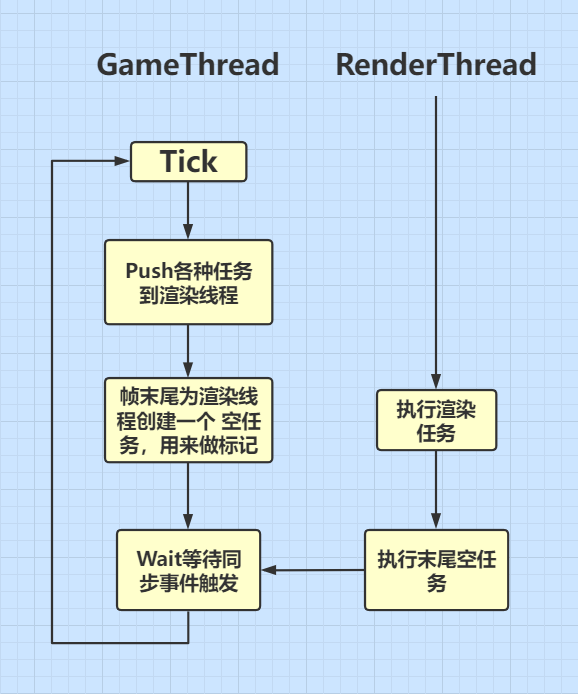 GameThread
RenderThread
Tick
Push各种任务
到渲染线程
帧末尾为渲染线
程创建一个 空任
务，用来做标记
执行渲染
任务
Wait等待同
步事件触发
执行末尾空任
务